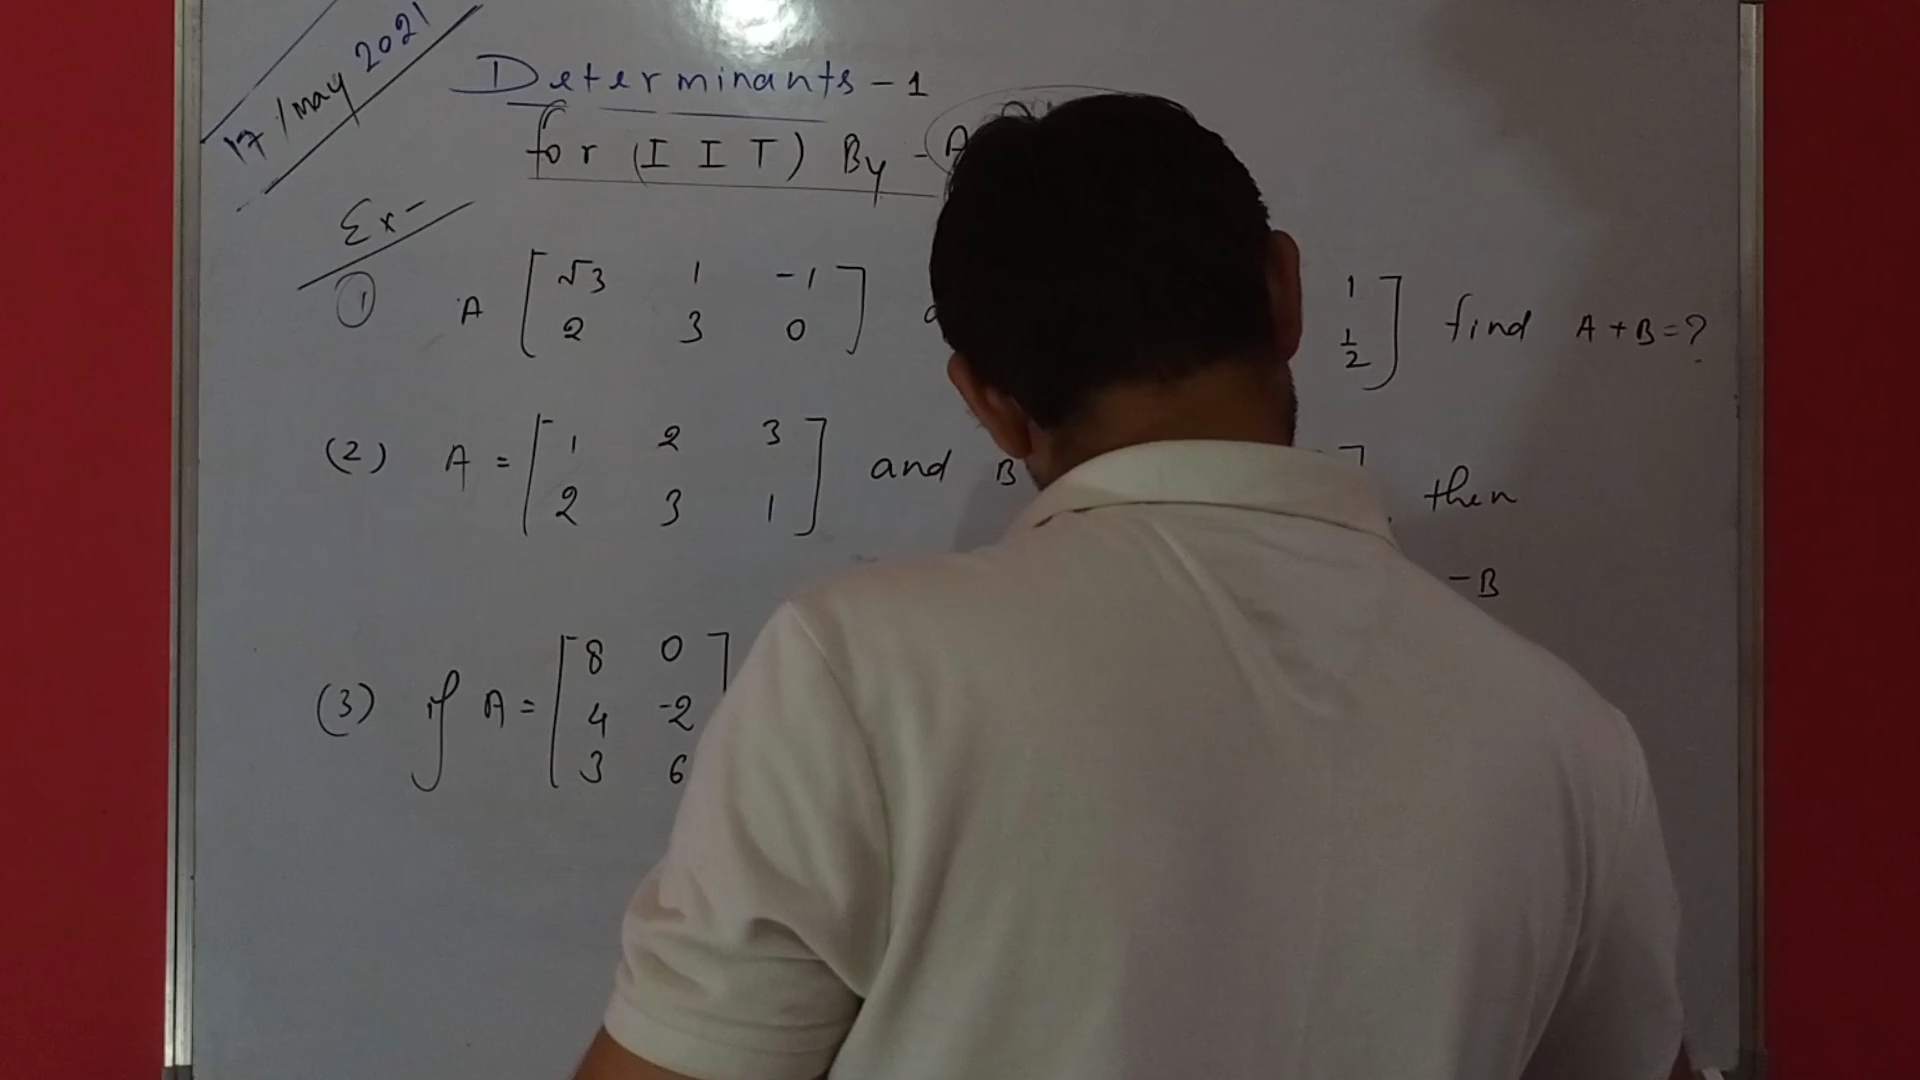 17/May 2021
Determinants-1
for (IIT) By -
Ex-
(1) A [√3 1 -1 1] find A+B=?
2 3 0 1/2
(2) A = [1 2 3] and B then
2 3 1
-B
(3) if A = [8 0]
4 -2
3 6